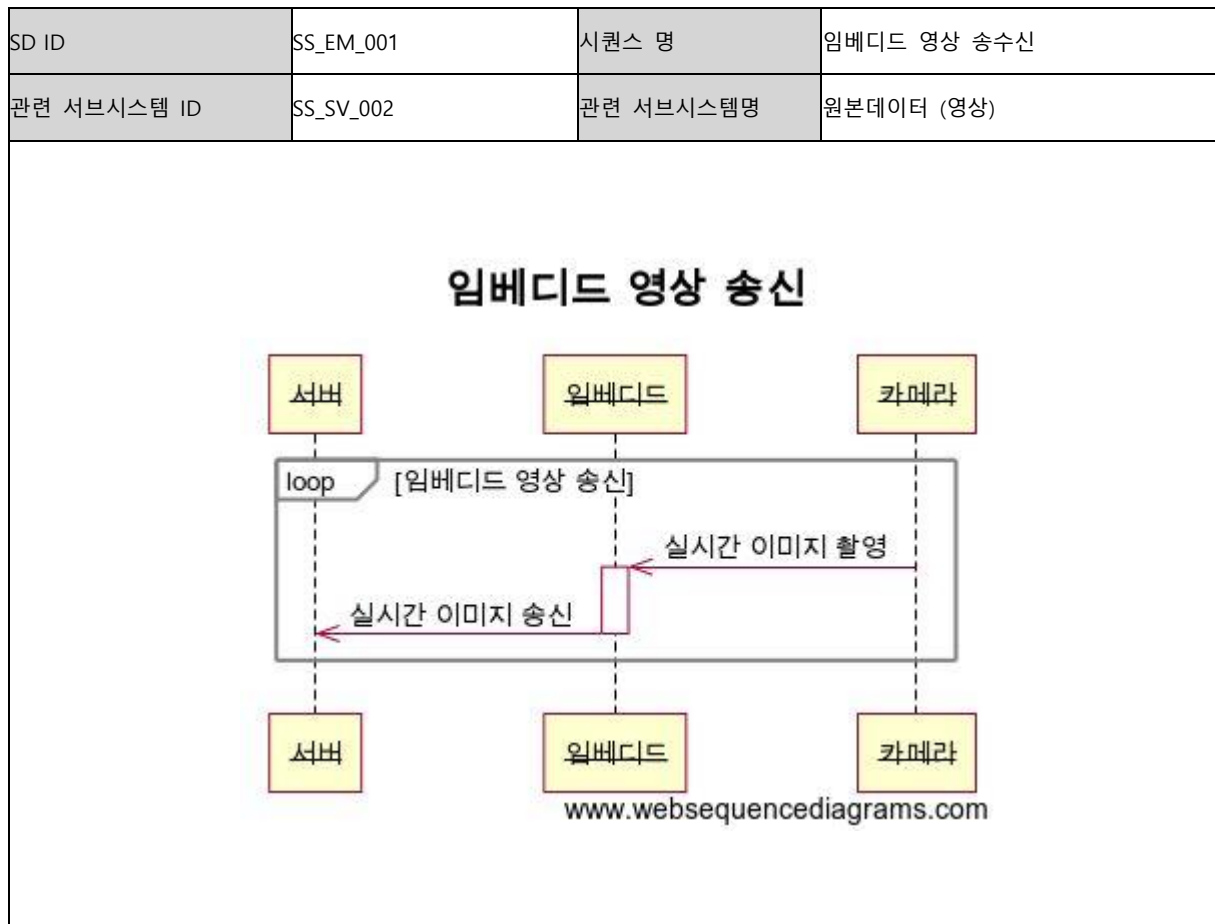 SD ID SS_EM_001 시퀀스 명 임베디드 영상 송수신
관련 서브시스템 ID SS_SV_002 관련 서브시스템명 원본데이터 (영상)
임베디드 영상 송신
서버 임베디드 카메라
loop [임베디드 영상 송신]
실시간 이미지 촬영
실시간 이미지 송신
서버 임베디드 카메라
www.websequencediagrams.com